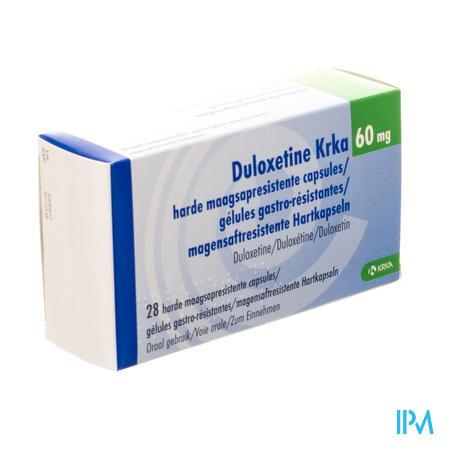 Duloxetine Krka 60 mg
harde maagsapresistente capsules/
gélules gastro-résistantes/
magensaftresistente Hartkapseln
Duloxetine/Duloxétine/Duloxetin
KRKA
28 harde maagsapresistente capsules/
gélules gastro-résistantes/magensaftresistente Hartkapseln
Oraal gebruik/Voie orale/Zum Einnehmen
IPM